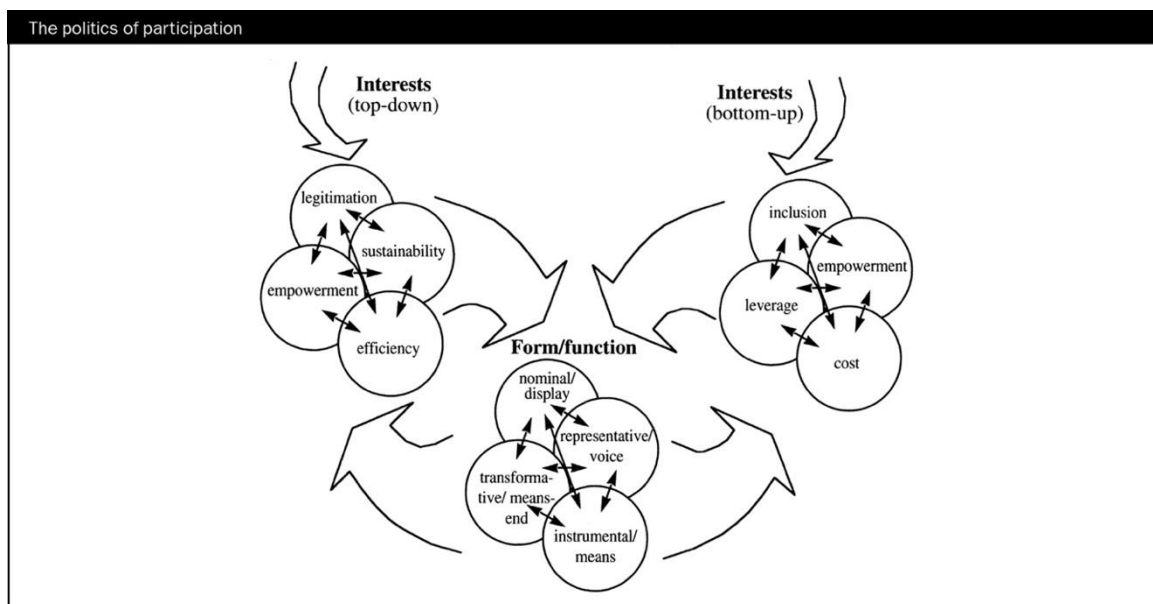 The politics of participation
Interests
(top-down)
legitimation
sustainability
empowerment
efficiency
Interests
(bottom-up)
inclusion
empowerment
leverage
cost
Form/function
nominal/
display
representative/
voice
transforma-
tive/ means-
end
instrumental/
means